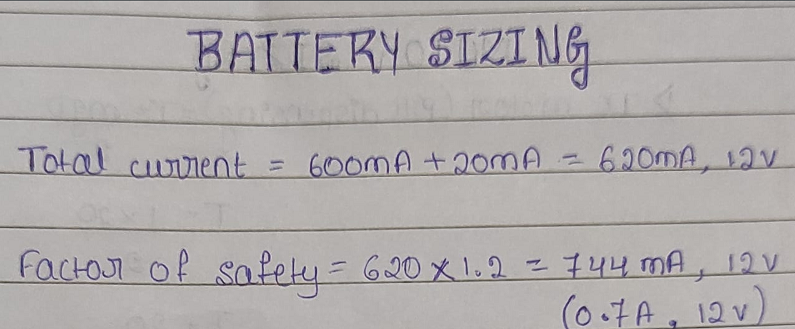 BATTERY SIZING
Total current = 600mA + 20mA = 620mA, 12v
Factor of safety = 620 × 1.2 = 744 mA, 12v
(0.7A, 12v)